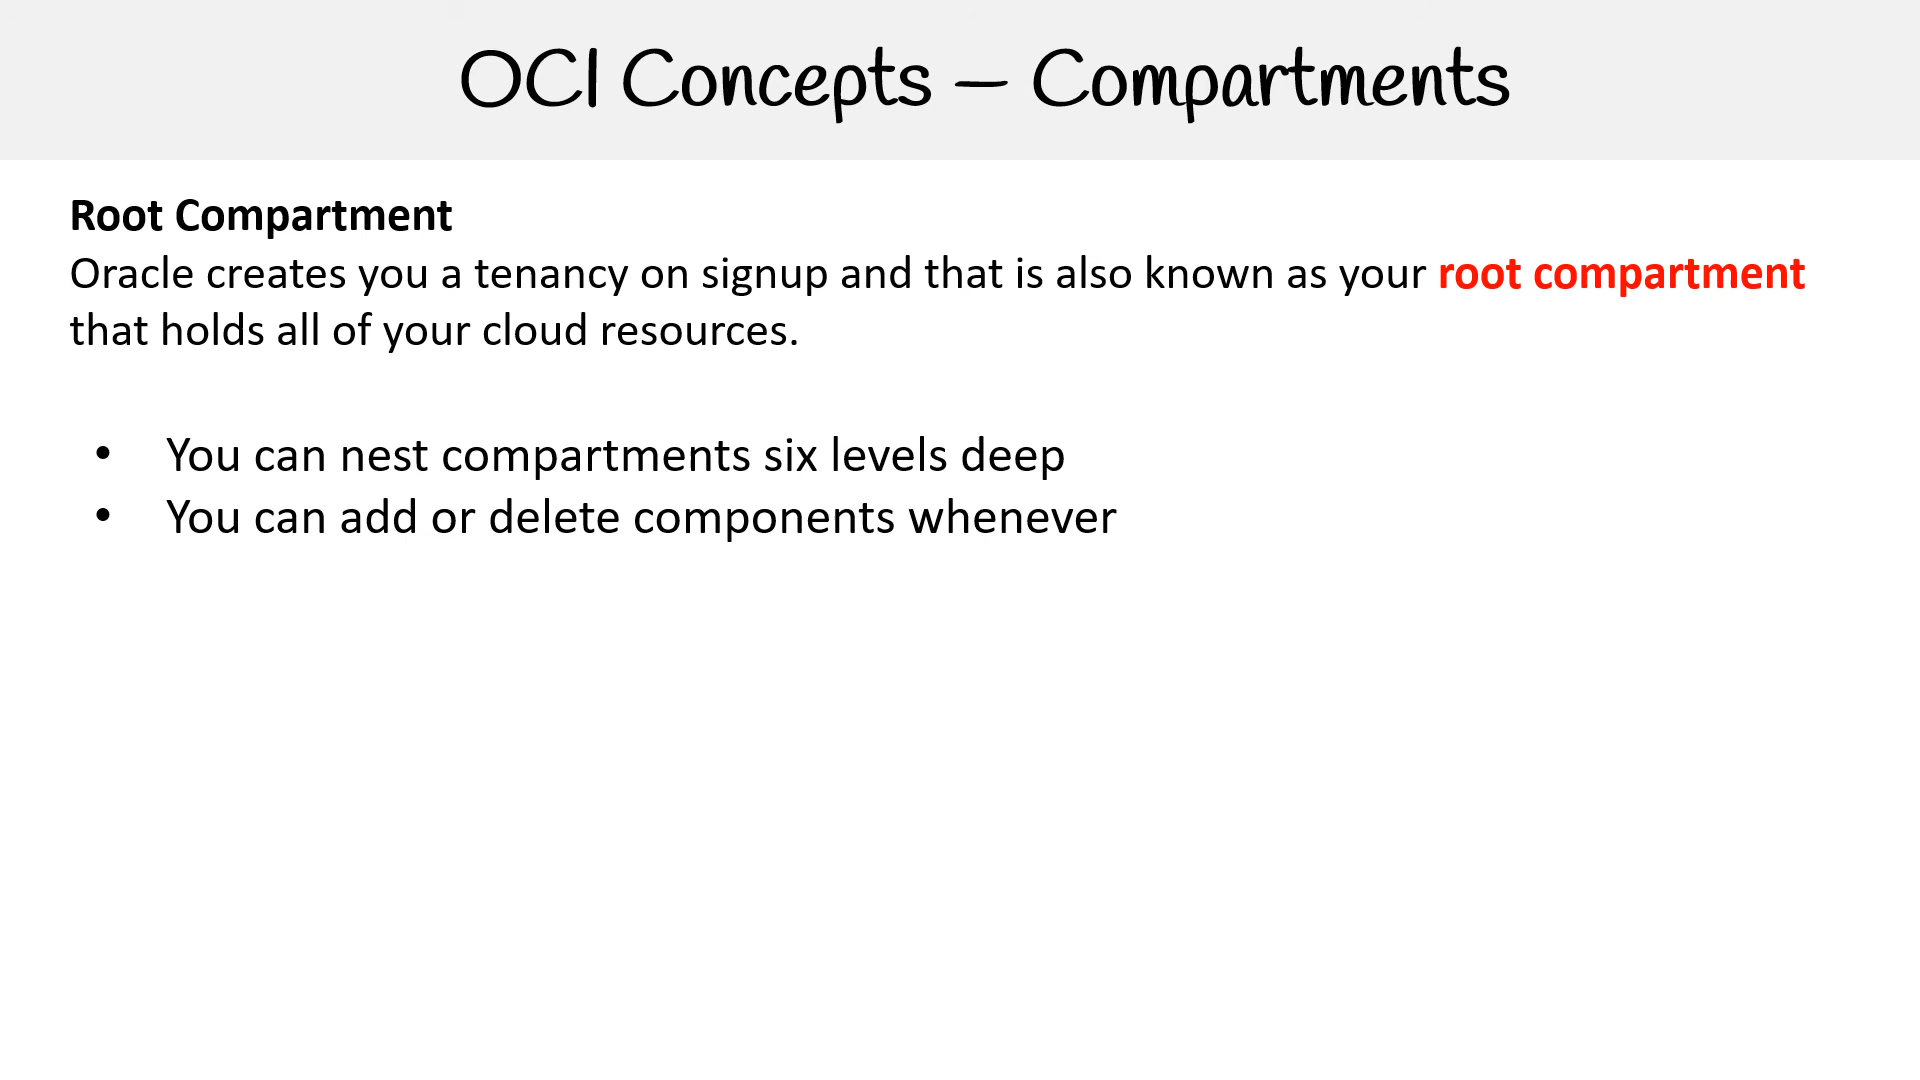 OCI Concepts – Compartments
Root Compartment
Oracle creates you a tenancy on signup and that is also known as your root compartment
that holds all of your cloud resources.
• You can nest compartments six levels deep
• You can add or delete components whenever